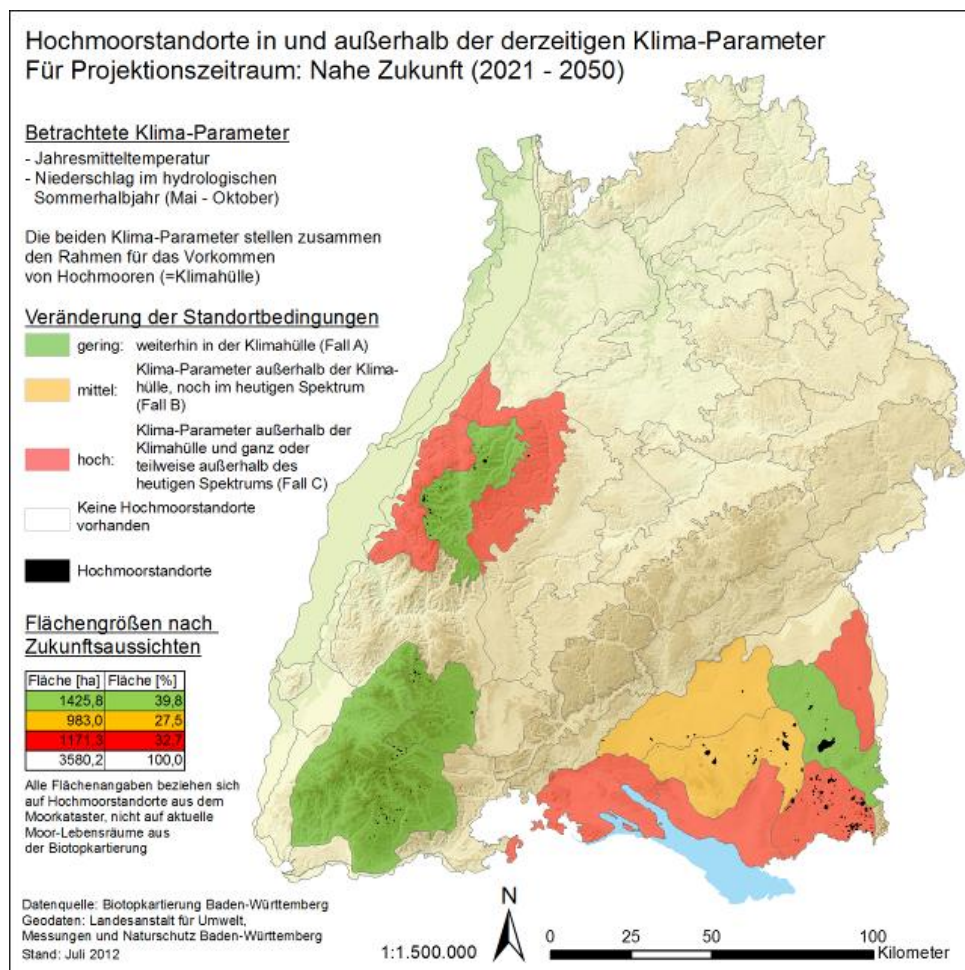 Hochmoorstandorte in und außerhalb der derzeitigen Klima-Parameter
Für Projektionszeitraum: Nahe Zukunft (2021 - 2050)
Betrachtete Klima-Parameter
- Jahresmitteltemperatur
- Niederschlag im hydrologischen
Sommerhalbjahr (Mai - Oktober)
Die beiden Klima-Parameter stellen zusammen
den Rahmen für das Vorkommen
von Hochmooren (=Klimahülle)
Veränderung der Standortbedingungen
gering: weiterhin in der Klimahülle (Fall A)
Klima-Parameter außerhalb der Klima-
mittel: hülle, noch im heutigen Spektrum
(Fall B)
Klima-Parameter außerhalb der
Klimahülle und ganz oder
hoch: teilweise außerhalb des
heutigen Spektrums (Fall C)
Keine Hochmoorstandorte
vorhanden
Hochmoorstandorte
Flächengrößen nach
Zukunftsaussichten
Fläche [ha] Fläche [%]
1425,8 39,8
983,0 27,5
1171,3 32,7
3580,2 100,0
Alle Flächenangaben beziehen sich
auf Hochmoorstandorte aus dem
Moorkataster, nicht auf aktuelle
Moor-Lebensräume aus
der Biotopkartierung
Datenquelle: Biotopkartierung Baden-Württemberg
Geodaten: Landesanstalt für Umwelt,
Messungen und Naturschutz Baden-Württemberg
Stand: Juli 2012
1:1.500.000
N
0 25 50 100
Kilometer